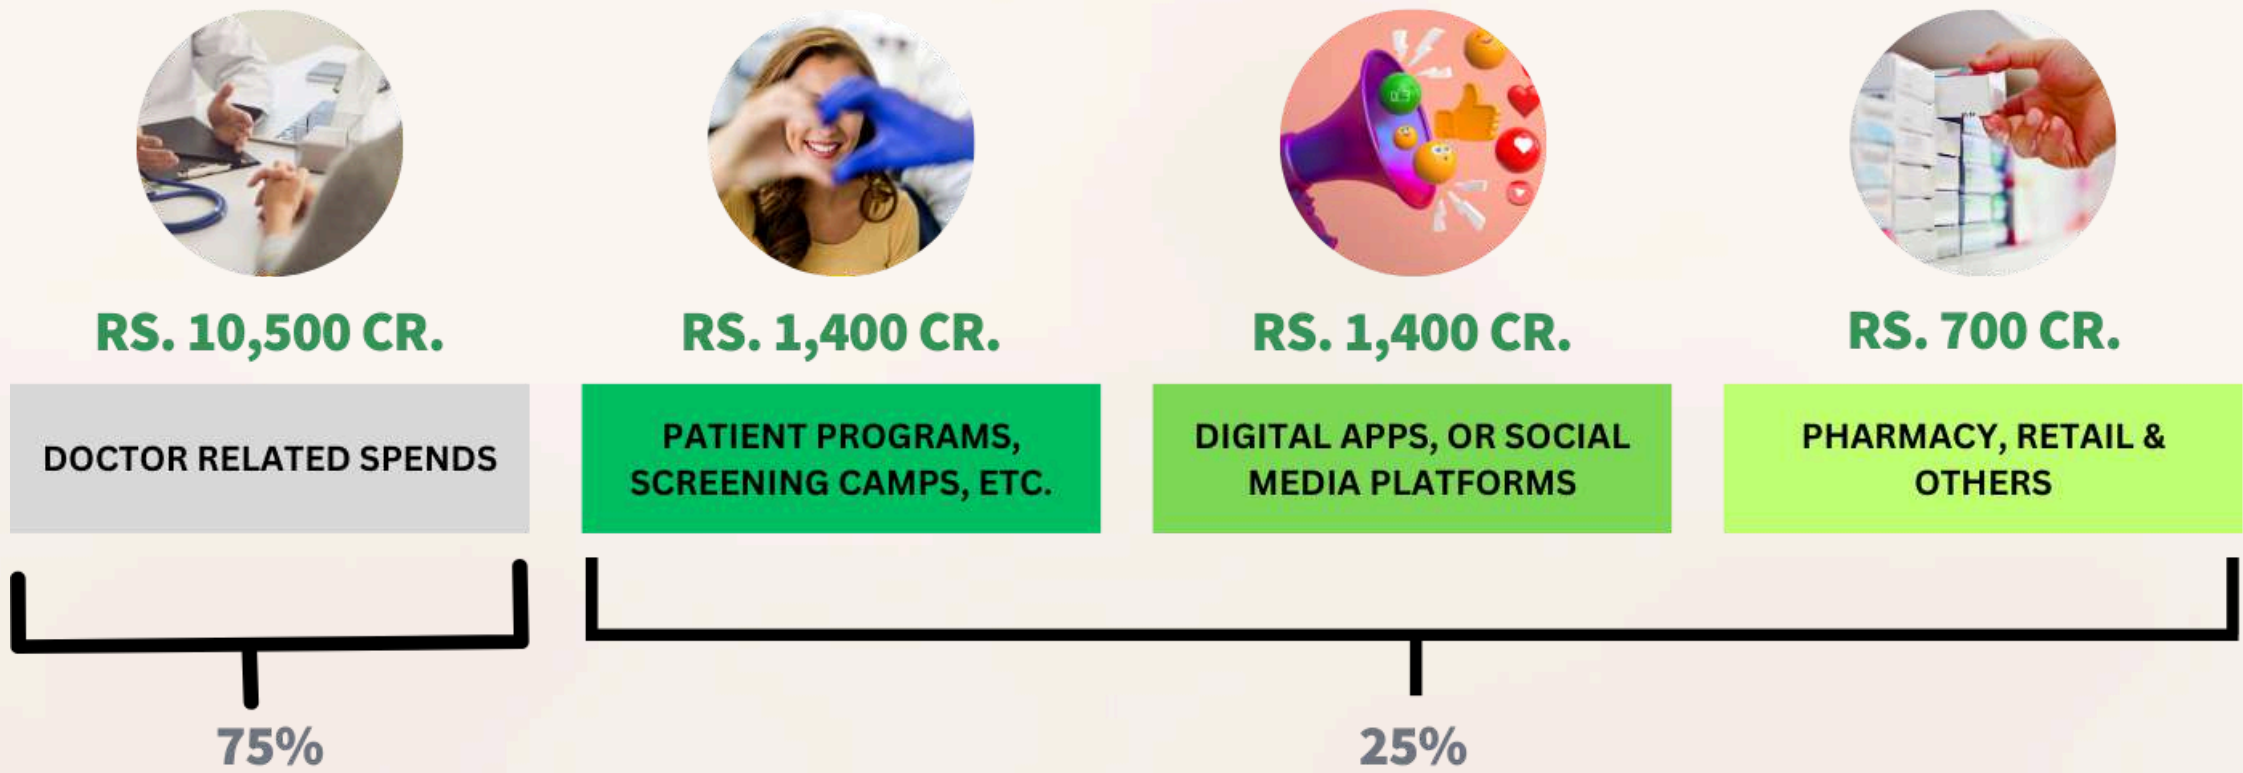 RS. 10,500 CR.
RS. 1,400 CR.
RS. 1,400 CR.
RS. 700 CR.
DOCTOR RELATED SPENDS
PATIENT PROGRAMS,
SCREENING CAMPS, ETC.
DIGITAL APPS, OR SOCIAL
MEDIA PLATFORMS
PHARMACY, RETAIL &
OTHERS
75%
25%